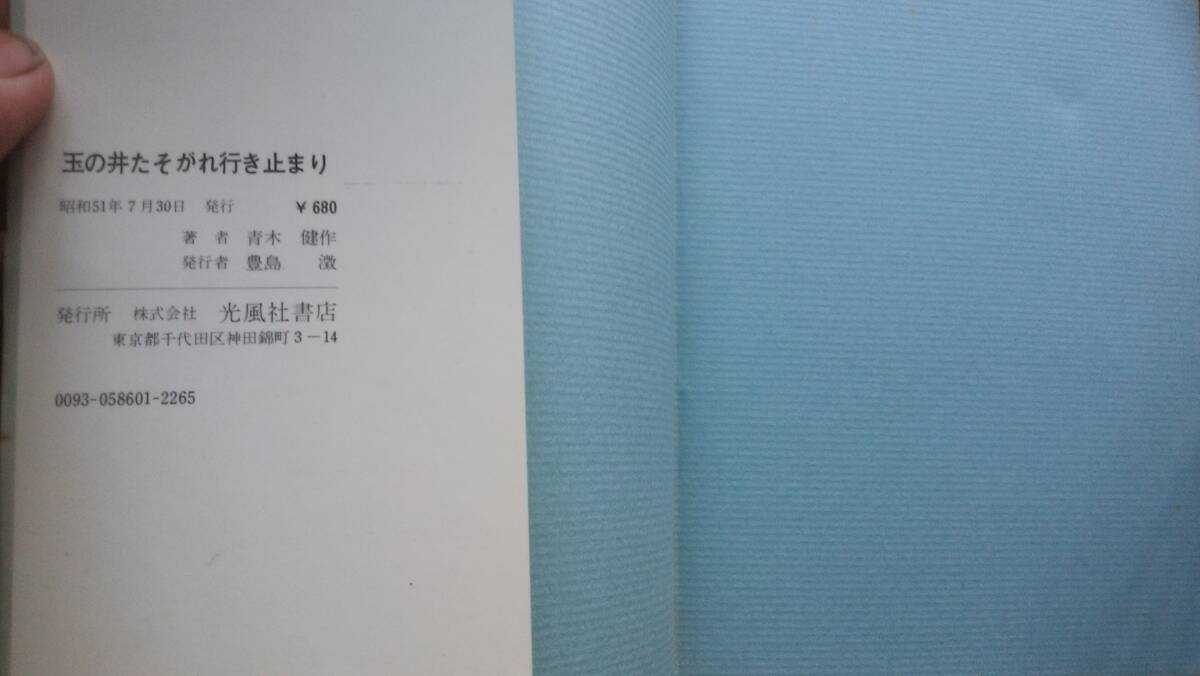 玉の井たそがれ行き止まり
昭和51年7月30日 発行 ¥680
著者 青木 健作
発行者 豊島 澂
発行所 株式会社 光風社書店
東京都千代田区神田錦町3-14
0093-058601-2265